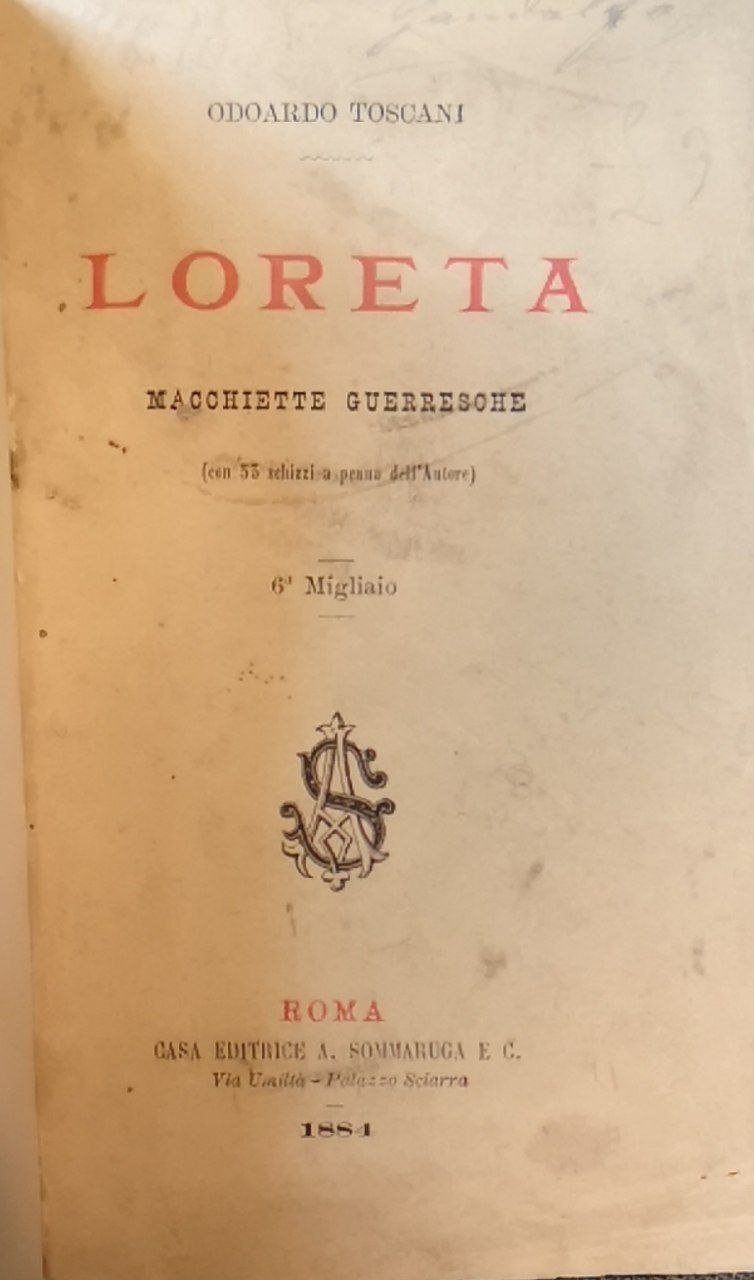 ODOARDO TOSCANI
LORETA
MACCHIETTE GUERRESCHE
(con 33 schizzi a penna dell'Autore)
6º Migliaio
ROMA
CASA EDITRICE A. SOMMARUGA E C.
Via Umiltà - Palazzo Sciarra
1884